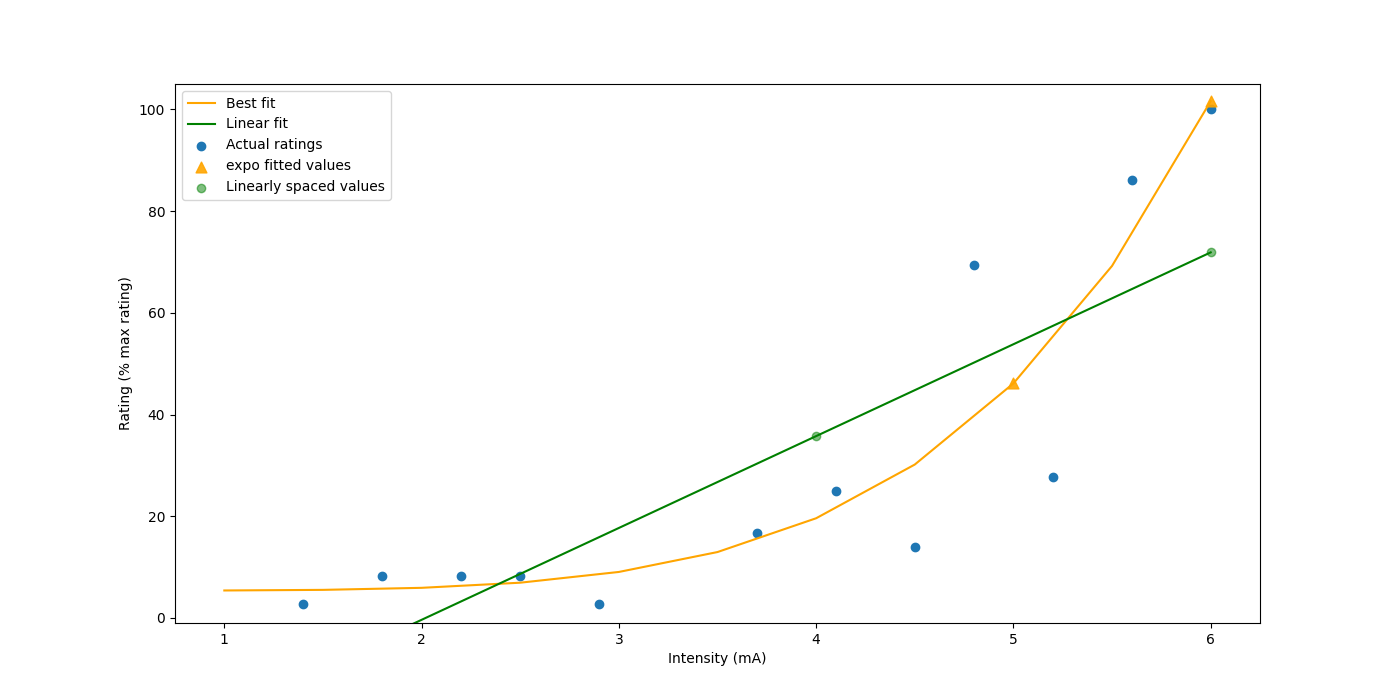 Best fit
Linear fit
Actual ratings
expo fitted values
Linearly spaced values
100
80
60
40
20
0
Rating (% max rating)
1 2 3 4 5 6
Intensity (mA)